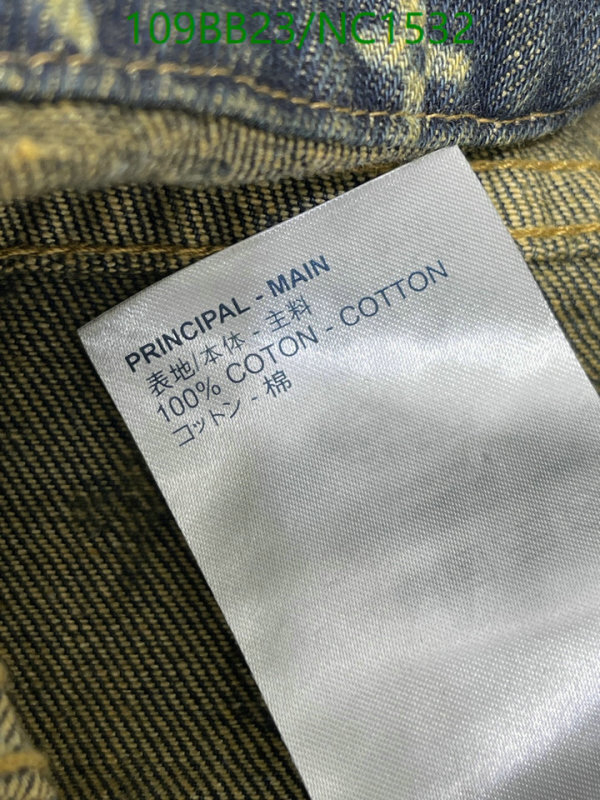 109BB23/NC1532
PRINCIPAL - MAIN
表地/本体 - 主料
100% COTON - COTTON
コットン - 棉